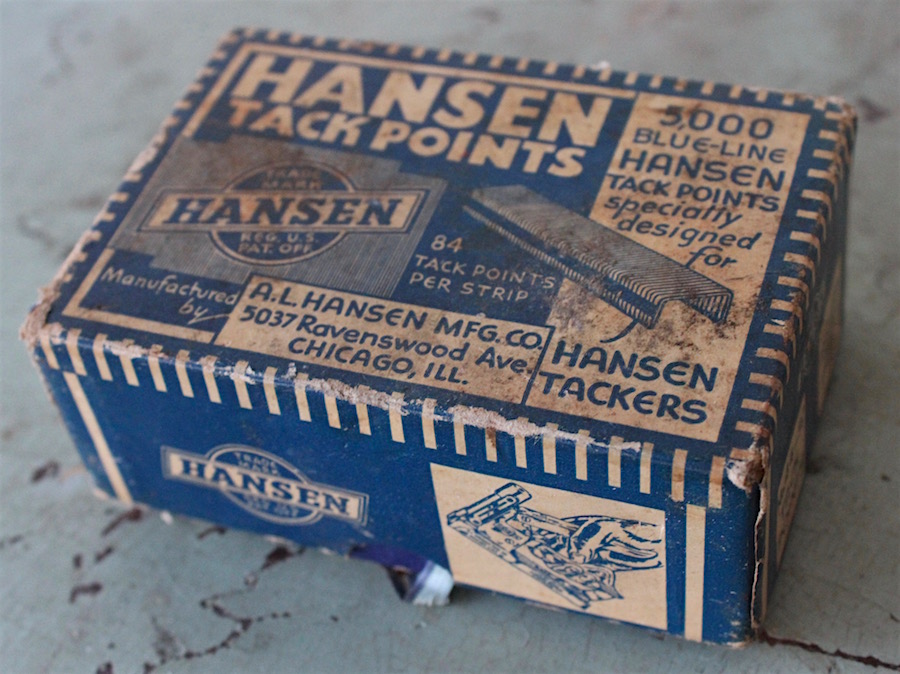 HANSEN
TACK POINTS
5,000
BLUE-LINE
HANSEN
TACK POINTS
specially
designed
for
HANSEN
TACKERS
TRADE
MARK
HANSEN
REG. U.S.
PAT. OFF.
84
TACK POINTS
PER STRIP
Manufactured
by
A.L. HANSEN MFG. CO.
5037 Ravenswood Ave.
CHICAGO, ILL.
TRADE
MARK
HANSEN